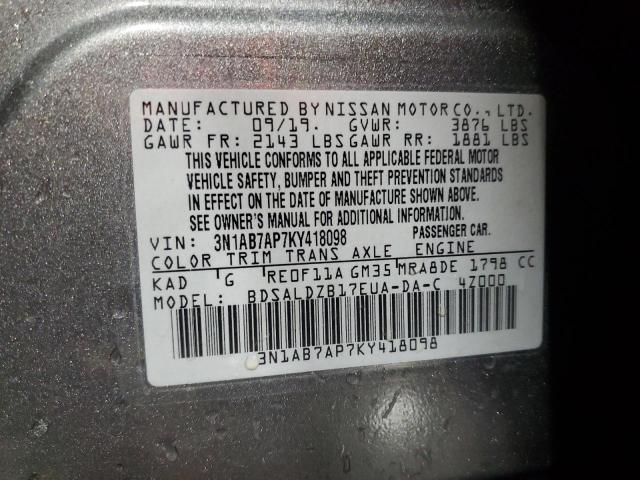 MANUFACTURED BY NISSAN MOTOR CO., LTD.
DATE: 09/19. GVWR: 3876 LBS
GAWR FR: 2143 LBS GAWR RR: 1881 LBS
THIS VEHICLE CONFORMS TO ALL APPLICABLE FEDERAL MOTOR
VEHICLE SAFETY, BUMPER AND THEFT PREVENTION STANDARDS
IN EFFECT ON THE DATE OF MANUFACTURE SHOWN ABOVE.
SEE OWNER'S MANUAL FOR ADDITIONAL INFORMATION.
VIN: 3N1AB7AP7KY418098 PASSENGER CAR.
COLOR TRIM TRANS AXLE ENGINE
KAD G RE0F11A GM35 MRA8DE 1798 CC
MODEL: BDSALDZB17EUA-DA-C 4Z000
3N1AB7AP7KY418098